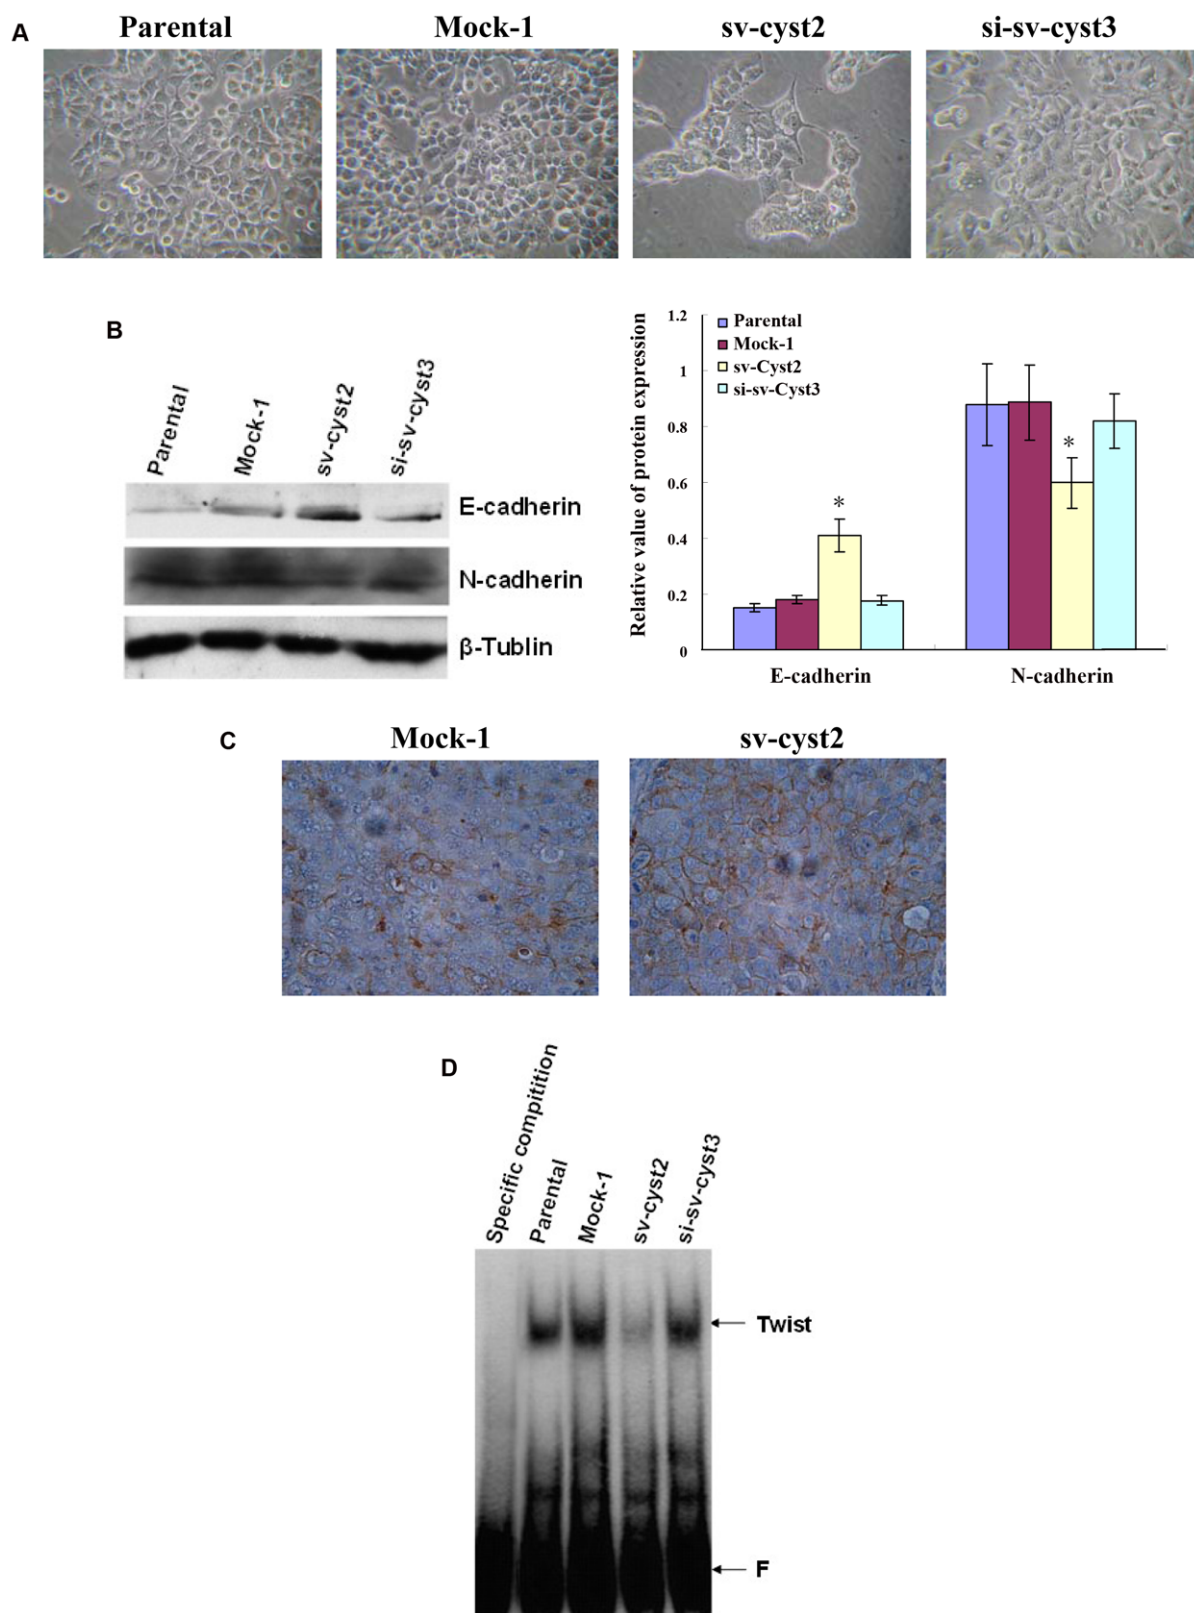 A
Parental
Mock-1
sv-cyst2
si-sv-cyst3
B
Parental
Mock-1
sv-cyst2
si-sv-cyst3
E-cadherin
N-cadherin
β-Tublin
Relative value of protein expression
1.2
1
0.8
0.6
0.4
0.2
0
Parental
Mock-1
sv-Cyst2
si-sv-Cyst3
*
*
E-cadherin
N-cadherin
C
Mock-1
sv-cyst2
D
Specific compitition
Parental
Mock-1
sv-cyst2
si-sv-cyst3
Twist
F